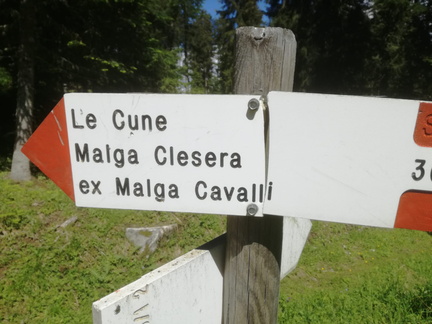 Le Cune
Malga Clesera
ex Malga Cavalli